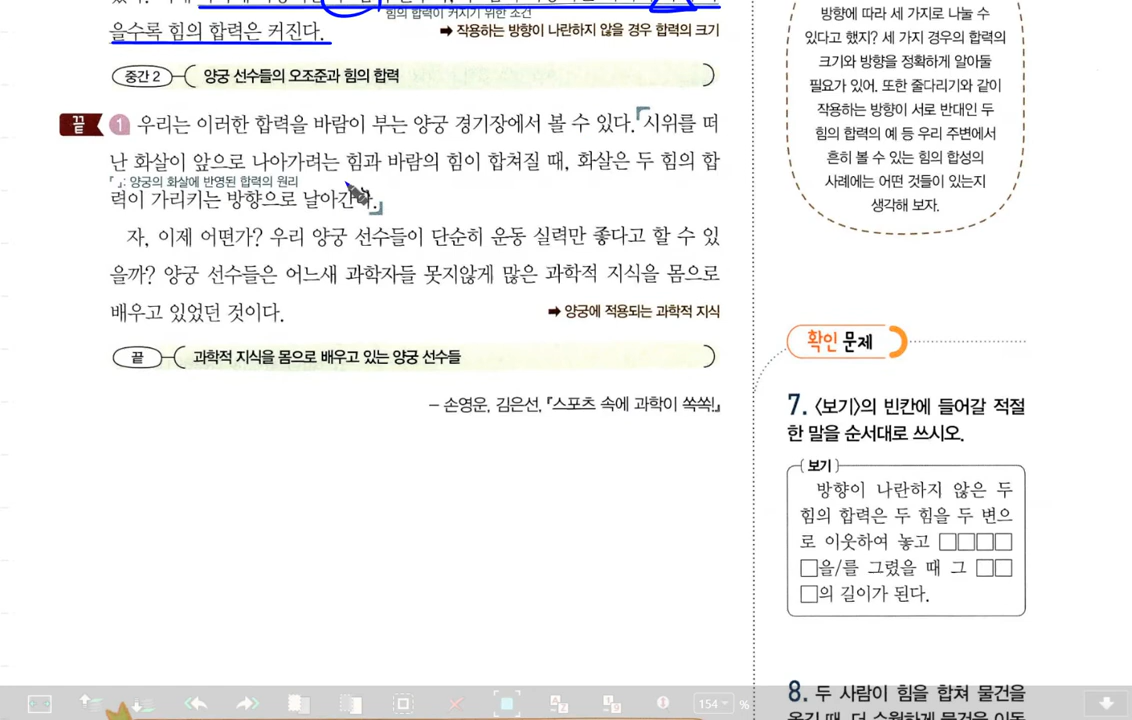 힘의 합력이 커지기 위한 조건
을수록 힘의 합력은 커진다.
➡ 작용하는 방향이 나란하지 않을 경우 합력의 크기
중간 2 양궁 선수들의 오조준과 힘의 합력
끝 1 우리는 이러한 합력을 바람이 부는 양궁 경기장에서 볼 수 있다.「시위를 떠
난 화살이 앞으로 나아가려는 힘과 바람의 힘이 합쳐질 때, 화살은 두 힘의 합
「 」: 양궁의 화살에 반영된 합력의 원리
력이 가리키는 방향으로 날아간다.」
자, 이제 어떤가? 우리 양궁 선수들이 단순히 운동 실력만 좋다고 할 수 있
을까? 양궁 선수들은 어느새 과학자들 못지않게 많은 과학적 지식을 몸으로
배우고 있었던 것이다.
➡ 양궁에 적용되는 과학적 지식
끝 과학적 지식을 몸으로 배우고 있는 양궁 선수들
– 손영운, 김은선, 『스포츠 속에 과학이 쏙쏙!』
방향에 따라 세 가지로 나눌 수
있다고 했지? 세 가지 경우의 합력의
크기와 방향을 정확하게 알아둘
필요가 있어. 또한 줄다리기와 같이
작용하는 방향이 서로 반대인 두
힘의 합력의 예 등 우리 주변에서
흔히 볼 수 있는 힘의 합성의
사례에는 어떤 것들이 있는지
생각해 보자.
확인 문제
7. 〈보기〉의 빈칸에 들어갈 적절
한 말을 순서대로 쓰시오.
보기
방향이 나란하지 않은 두
힘의 합력은 두 힘을 두 변으
로 이웃하여 놓고 □□□□
□을/를 그렸을 때 그 □□
□의 길이가 된다.
8. 두 사람이 힘을 합쳐 물건을
옮길 때, 더 수월하게 물건을 이동
154 %